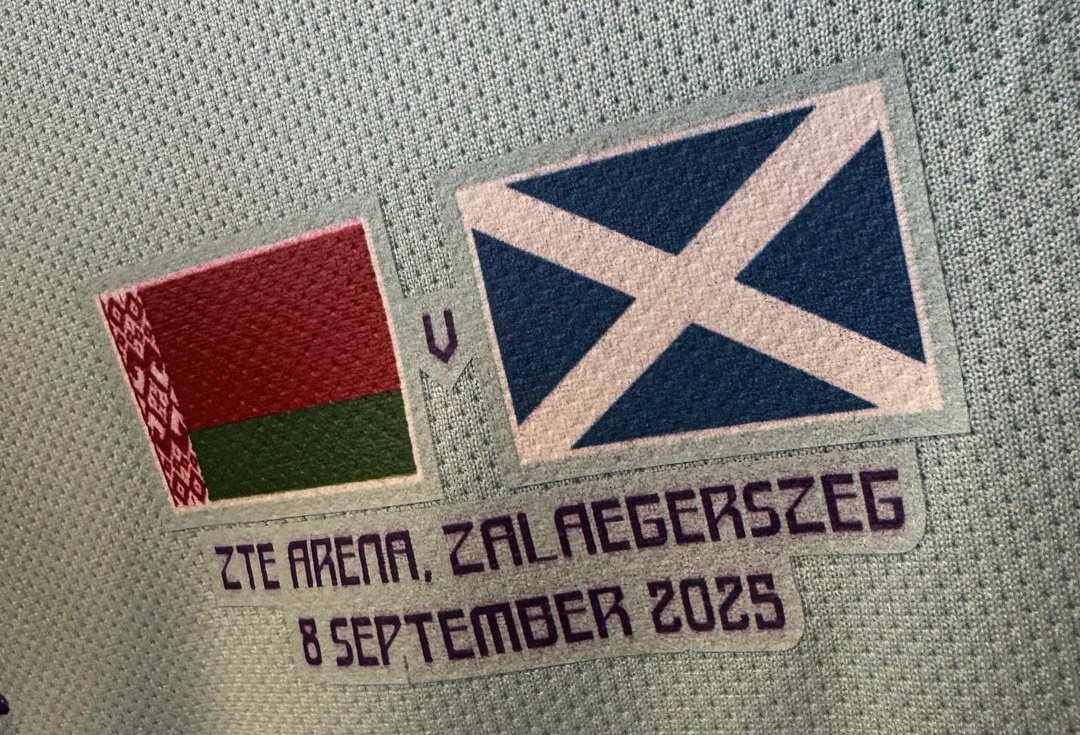 V
ZTE ARENA, ZALAEGERSZEG
8 SEPTEMBER 2025